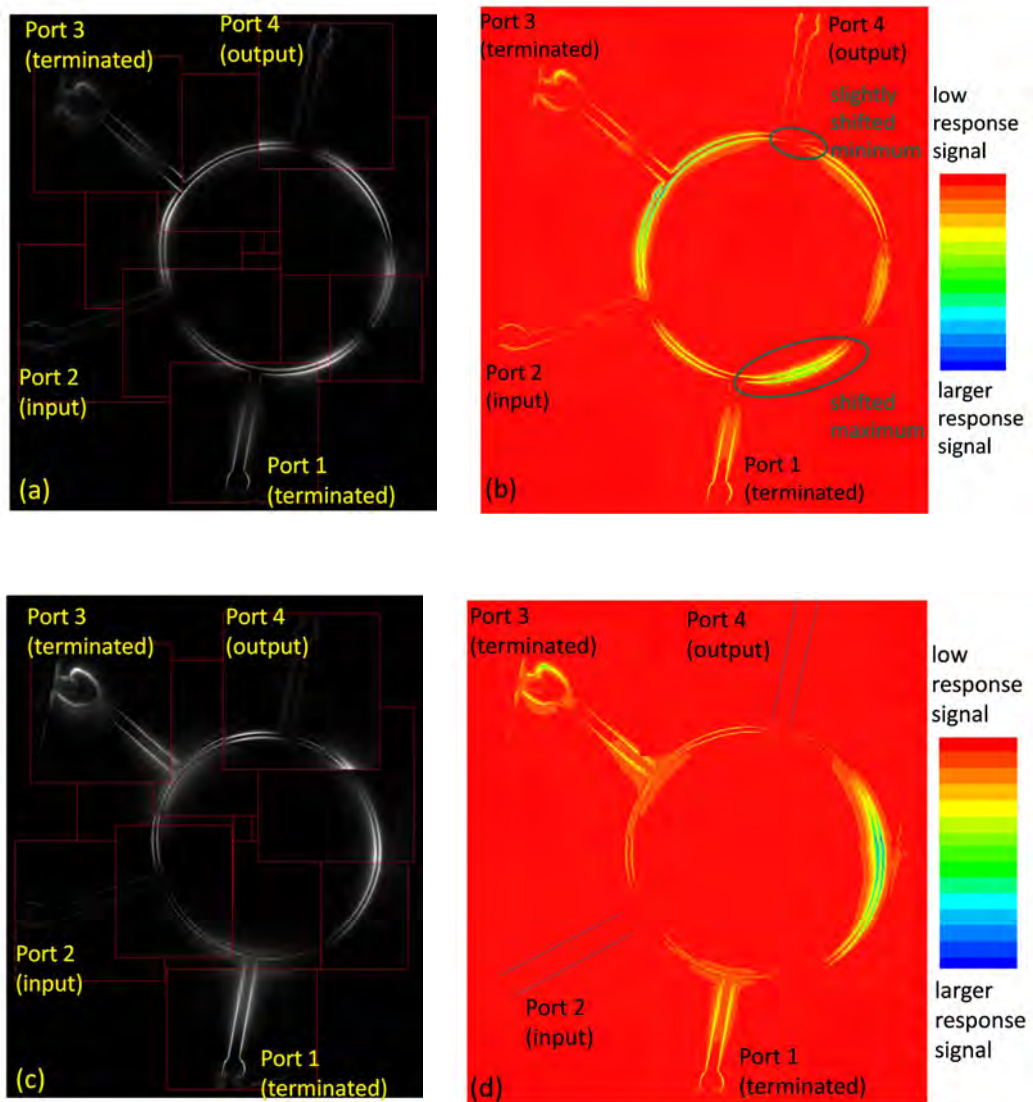 Port 3
(terminated)
Port 4
(output)
Port 2
(input)
Port 1
(terminated)
(a)
Port 3
(terminated)
Port 4
(output)
slightly
shifted
minimum
Port 2
(input)
shifted
maximum
Port 1
(terminated)
(b)
low
response
signal
larger
response
signal
Port 3
(terminated)
Port 4
(output)
Port 2
(input)
Port 1
(terminated)
(c)
Port 3
(terminated)
Port 4
(output)
Port 2
(input)
Port 1
(terminated)
(d)
low
response
signal
larger
response
signal